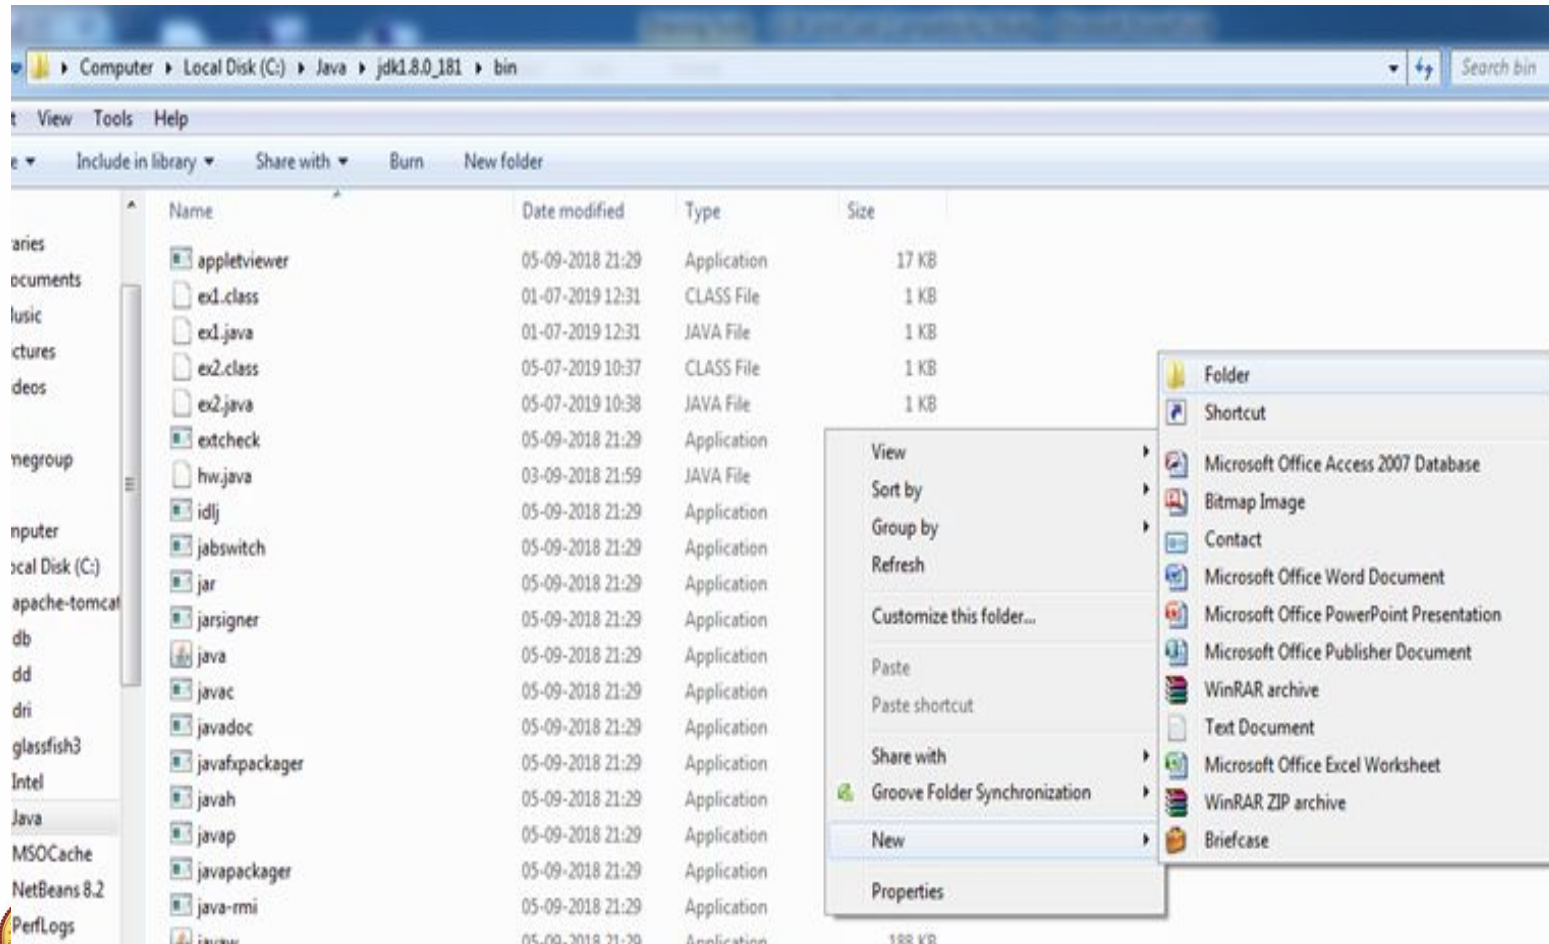 Computer ▸ Local Disk (C:) ▸ Java ▸ jdk1.8.0_181 ▸ bin
Search bin
t View Tools Help
e Include in library Share with Burn New folder
Name Date modified Type Size
appletviewer 05-09-2018 21:29 Application 17 KB
ex1.class 01-07-2019 12:31 CLASS File 1 KB
ex1.java 01-07-2019 12:31 JAVA File 1 KB
ex2.class 05-07-2019 10:37 CLASS File 1 KB
ex2.java 05-07-2019 10:38 JAVA File 1 KB
extcheck 05-09-2018 21:29 Application
hw.java 03-09-2018 21:59 JAVA File
idlj 05-09-2018 21:29 Application
jabswitch 05-09-2018 21:29 Application
jar 05-09-2018 21:29 Application
jarsigner 05-09-2018 21:29 Application
java 05-09-2018 21:29 Application
javac 05-09-2018 21:29 Application
javadoc 05-09-2018 21:29 Application
javafxpackager 05-09-2018 21:29 Application
javah 05-09-2018 21:29 Application
javap 05-09-2018 21:29 Application
javapackager 05-09-2018 21:29 Application
java-rmi 05-09-2018 21:29 Application
javaw 05-09-2018 21:29 Application 188 KB
aries
ocuments
usic
ctures
deos
megroup
mputer
ocal Disk (C:)
apache-tomcat
db
dd
dri
glassfish3
Intel
Java
MSOCache
NetBeans 8.2
PerfLogs
View
Sort by
Group by
Refresh
Customize this folder...
Paste
Paste shortcut
Share with
Groove Folder Synchronization
New
Properties
Folder
Shortcut
Microsoft Office Access 2007 Database
Bitmap Image
Contact
Microsoft Office Word Document
Microsoft Office PowerPoint Presentation
Microsoft Office Publisher Document
WinRAR archive
Text Document
Microsoft Office Excel Worksheet
WinRAR ZIP archive
Briefcase